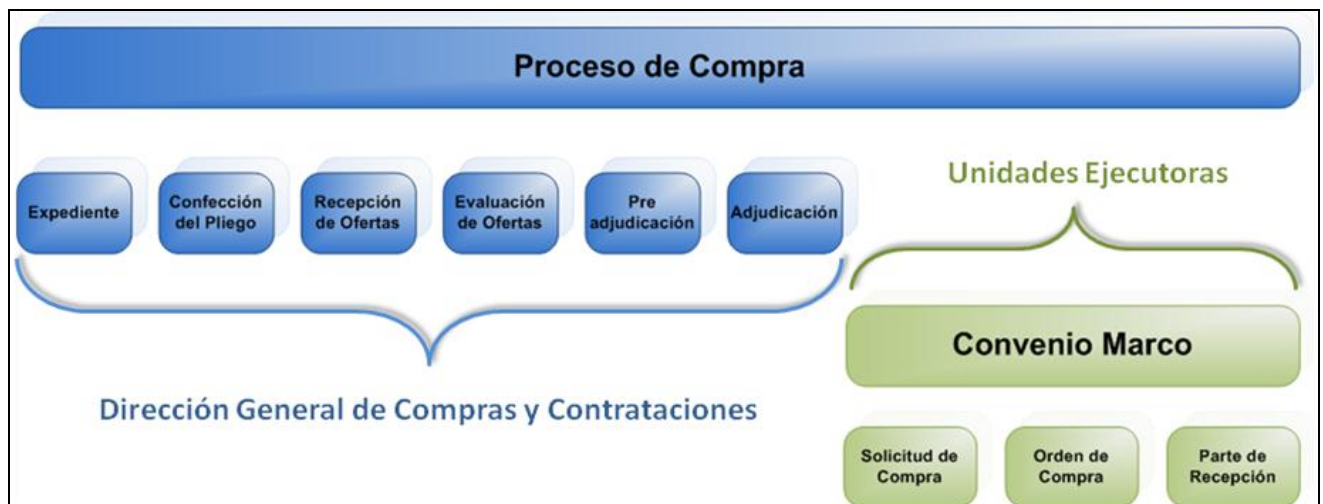 Proceso de Compra
Expediente
Confección
del Pliego
Recepción
de Ofertas
Evaluación
de Ofertas
Pre
adjudicación
Adjudicación
Unidades Ejecutoras
Convenio Marco
Dirección General de Compras y Contrataciones
Solicitud de
Compra
Orden de
Compra
Parte de
Recepción